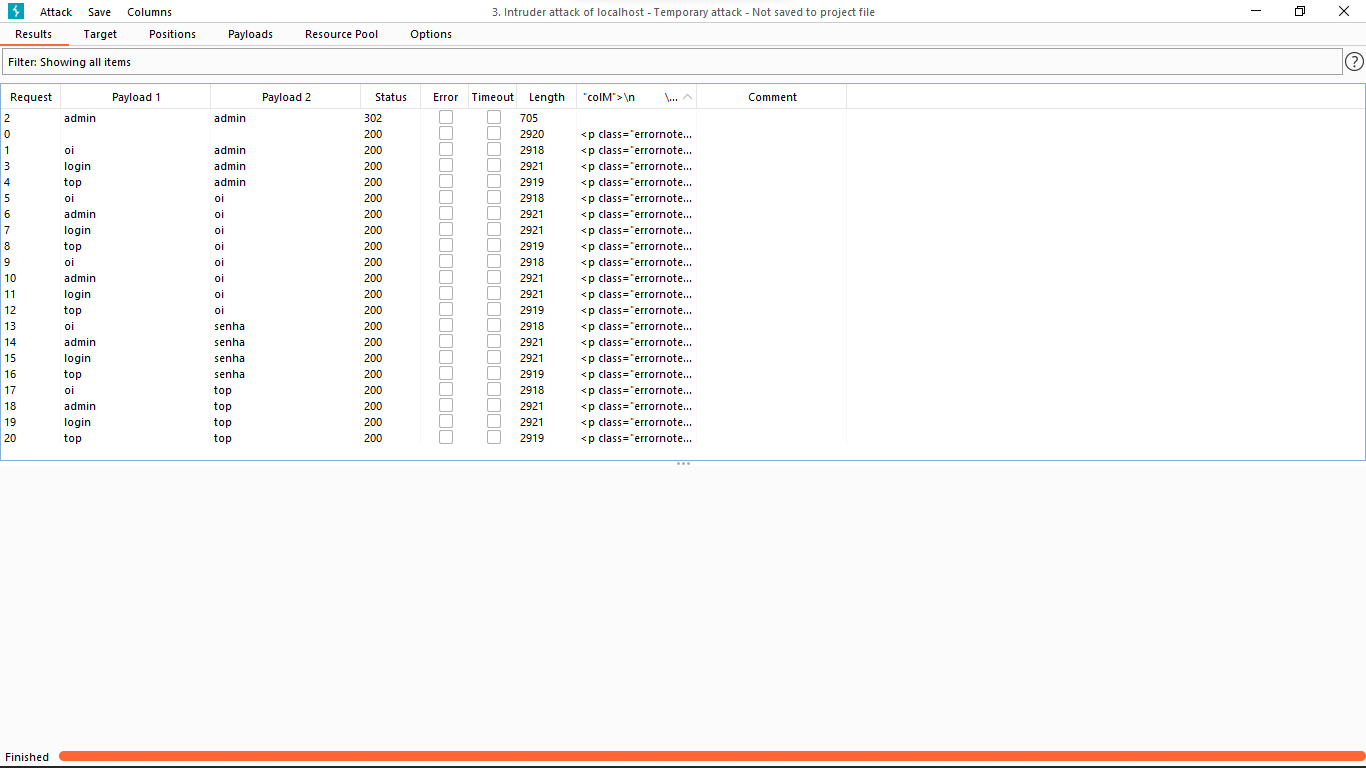 Attack Save Columns 3. Intruder attack of localhost - Temporary attack - Not saved to project file
Results Target Positions Payloads Resource Pool Options
Filter: Showing all items ?
Request Payload 1 Payload 2 Status Error Timeout Length "colM">\n \... Comment
2 admin admin 302 705
0 200 2920 <p class="errornote...
1 oi admin 200 2918 <p class="errornote...
3 login admin 200 2921 <p class="errornote...
4 top admin 200 2919 <p class="errornote...
5 oi oi 200 2918 <p class="errornote...
6 admin oi 200 2921 <p class="errornote...
7 login oi 200 2921 <p class="errornote...
8 top oi 200 2919 <p class="errornote...
9 oi oi 200 2918 <p class="errornote...
10 admin oi 200 2921 <p class="errornote...
11 login oi 200 2921 <p class="errornote...
12 top oi 200 2919 <p class="errornote...
13 oi senha 200 2918 <p class="errornote...
14 admin senha 200 2921 <p class="errornote...
15 login senha 200 2921 <p class="errornote...
16 top senha 200 2919 <p class="errornote...
17 oi top 200 2918 <p class="errornote...
18 admin top 200 2921 <p class="errornote...
19 login top 200 2921 <p class="errornote...
20 top top 200 2919 <p class="errornote...
Finished